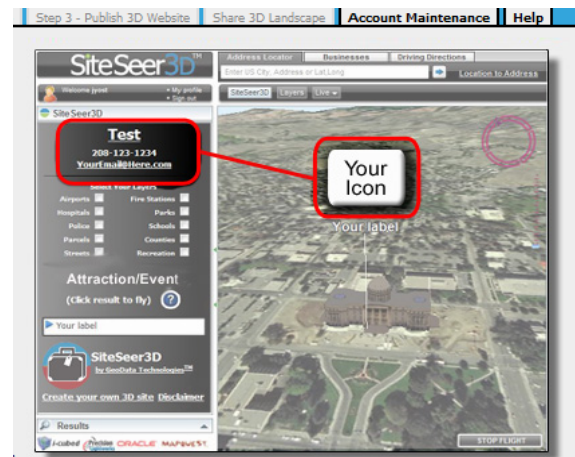 Step 3 - Publish 3D Website Share 3D Landscape Account Maintenance Help
SiteSeer3D™
Address Locator Businesses Driving Directions
Enter US City, Address or Lat,Long
Location to Address
Welcome jyost
• My profile
• Sign out
SiteSeer3D Layers Live
SiteSeer3D
Test
208-123-1234
YourEmail@Here.com
Select Your Layers
Airports Fire Stations
Hospitals Parks
Police Schools
Parcels Counties
Streets Recreation
Your
Icon
Your label
Attraction/Event
(Click result to fly) ?
Your label
SiteSeer3D
by GeoData Technologies™
Create your own 3D site Disclaimer
Results
i-cubed ORACLE MAPQUEST
STOP FLIGHT